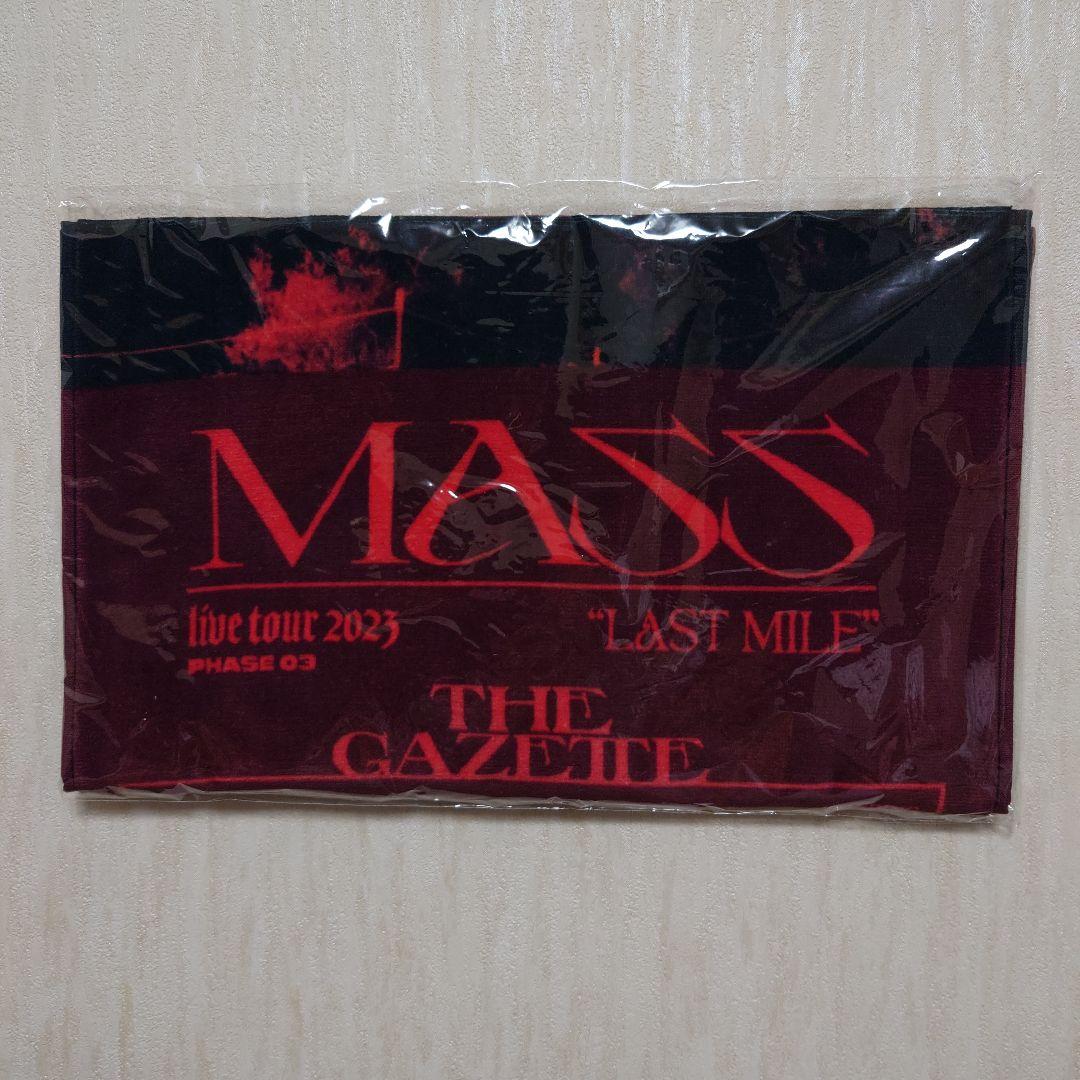 MASS
live tour 2023 "LAST MILE"
PHASE 03
THE
GAZETTE